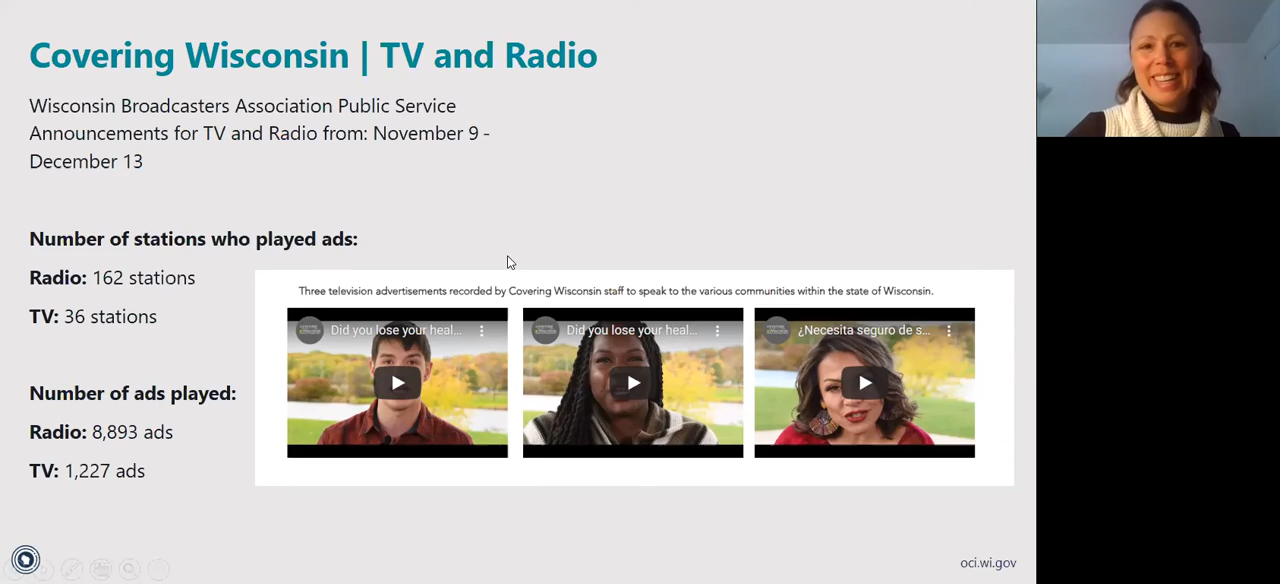 Covering Wisconsin | TV and Radio
Wisconsin Broadcasters Association Public Service
Announcements for TV and Radio from: November 9 -
December 13
Number of stations who played ads:
Radio: 162 stations
TV: 36 stations
Three television advertisements recorded by Covering Wisconsin staff to speak to the various communities within the state of Wisconsin.
Did you lose your heal...
Did you lose your heal...
¿Necesita seguro de s...
Number of ads played:
Radio: 8,893 ads
TV: 1,227 ads
oci.wi.gov